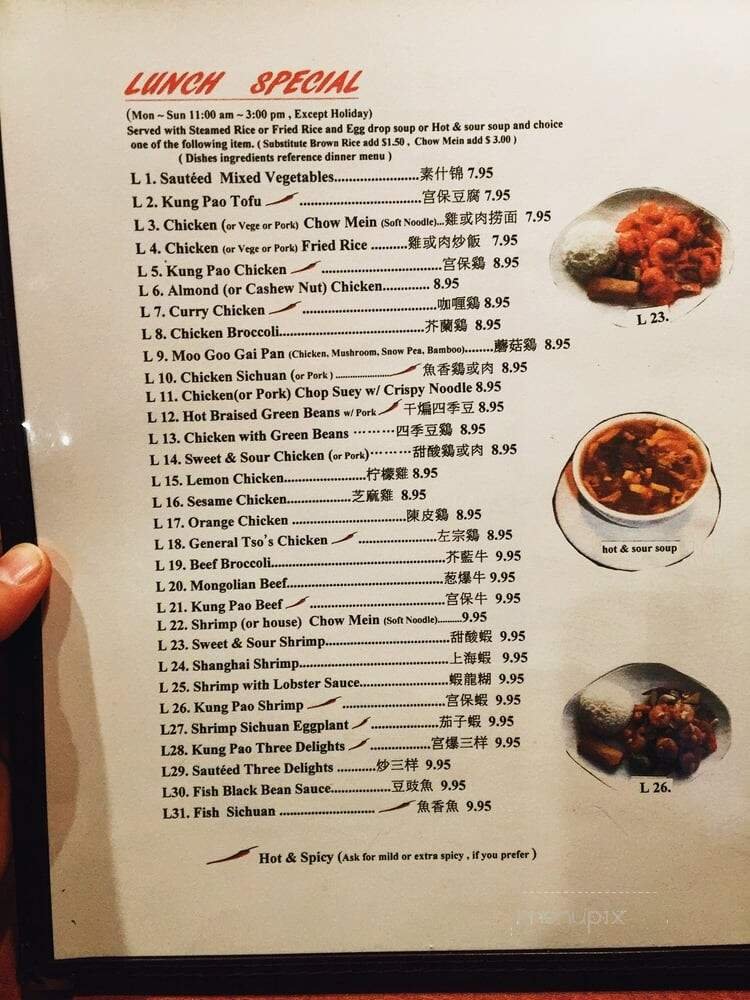 LUNCH SPECIAL
(Mon ~ Sun 11:00 am ~ 3:00 pm , Except Holiday)
Served with Steamed Rice or Fried Rice and Egg drop soup or Hot & sour soup and choice
one of the following item. ( Substitute Brown Rice add $1.50 , Chow Mein add $ 3.00 )
( Dishes ingredients reference dinner menu )
L 1. Sautéed Mixed Vegetables........................素什锦 7.95
L 2. Kung Pao Tofu ..................................宫保豆腐 7.95
L 3. Chicken (or Vege or Pork) Chow Mein (Soft Noodle)...雞或肉捞面 7.95
L 4. Chicken (or Vege or Pork) Fried Rice ..........雞或肉炒飯 7.95
L 5. Kung Pao Chicken ..................................宫保鷄 8.95
L 6. Almond (or Cashew Nut) Chicken............. 8.95
L 7. Curry Chicken ......................................咖喱鷄 8.95
L 8. Chicken Broccoli.........................................芥蘭鷄 8.95
L 9. Moo Goo Gai Pan (Chicken, Mushroom, Snow Pea, Bamboo)........蘑菇鷄 8.95
L 10. Chicken Sichuan (or Pork ) ........................... 魚香鷄或肉 8.95
L 11. Chicken(or Pork) Chop Suey w/ Crispy Noodle 8.95
L 12. Hot Braised Green Beans w/ Pork 干煸四季豆 8.95
L 13. Chicken with Green Beans ·········四季豆鷄 8.95
L 14. Sweet & Sour Chicken (or Pork)·········甜酸鷄或肉 8.95
L 15. Lemon Chicken.......................柠檬雞 8.95
L 16. Sesame Chicken..................芝麻雞 8.95
L 17. Orange Chicken ................................陳皮鷄 8.95
L 18. General Tso's Chicken ......................左宗鷄 8.95
L 19. Beef Broccoli.................................................芥藍牛 9.95
L 20. Mongolian Beef............................................葱爆牛 9.95
L 21. Kung Pao Beef ......................................宫保牛 9.95
L 22. Shrimp (or house) Chow Mein (Soft Noodle)..........9.95
L 23. Sweet & Sour Shrimp...................................甜酸蝦 9.95
L 24. Shanghai Shrimp..........................................上海蝦 9.95
L 25. Shrimp with Lobster Sauce.........................蝦龍糊 9.95
L 26. Kung Pao Shrimp .............................宫保蝦 9.95
L27. Shrimp Sichuan Eggplant ...................茄子蝦 9.95
L28. Kung Pao Three Delights .................宫爆三样 9.95
L29. Sautéed Three Delights ...........炒三样 9.95
L30. Fish Black Bean Sauce.................豆豉魚 9.95
L31. Fish Sichuan ........................... 魚香魚 9.95
Hot & Spicy (Ask for mild or extra spicy , if you prefer )
L 23.
hot & sour soup
L 26.
menupix